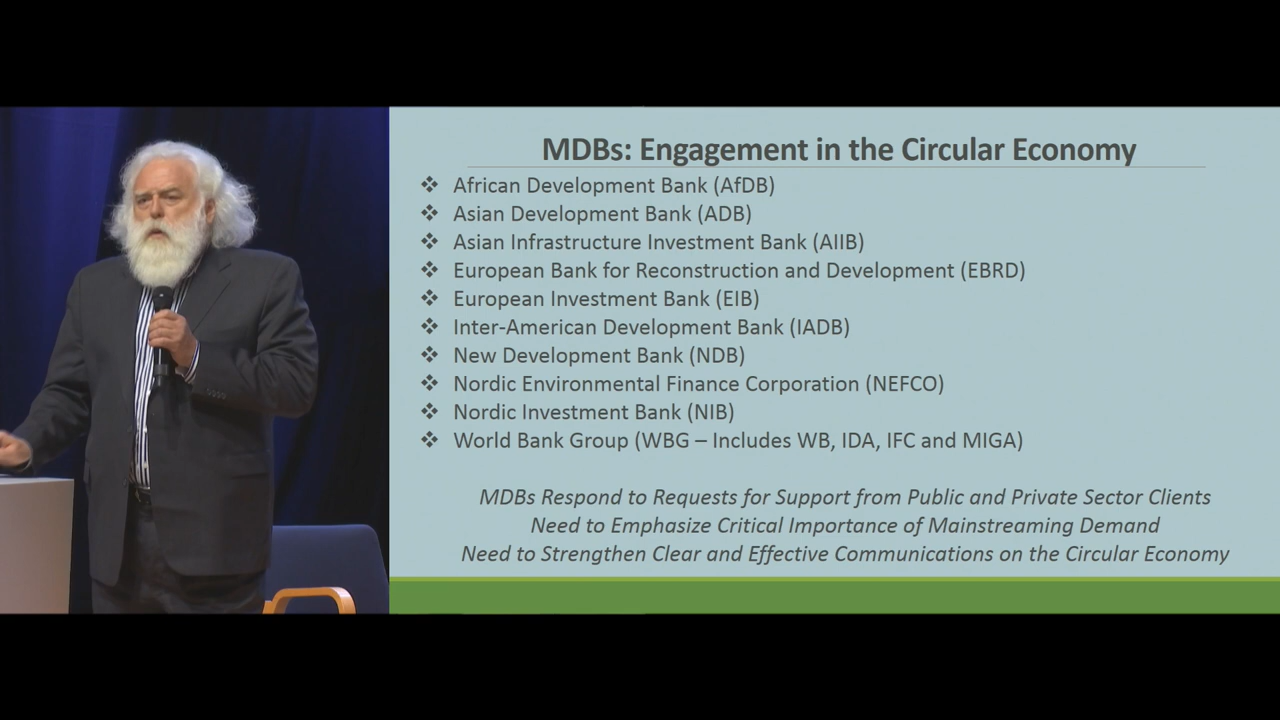 MDBs: Engagement in the Circular Economy
❖ African Development Bank (AfDB)
❖ Asian Development Bank (ADB)
❖ Asian Infrastructure Investment Bank (AIIB)
❖ European Bank for Reconstruction and Development (EBRD)
❖ European Investment Bank (EIB)
❖ Inter-American Development Bank (IADB)
❖ New Development Bank (NDB)
❖ Nordic Environmental Finance Corporation (NEFCO)
❖ Nordic Investment Bank (NIB)
❖ World Bank Group (WBG – Includes WB, IDA, IFC and MIGA)
MDBs Respond to Requests for Support from Public and Private Sector Clients
Need to Emphasize Critical Importance of Mainstreaming Demand
Need to Strengthen Clear and Effective Communications on the Circular Economy